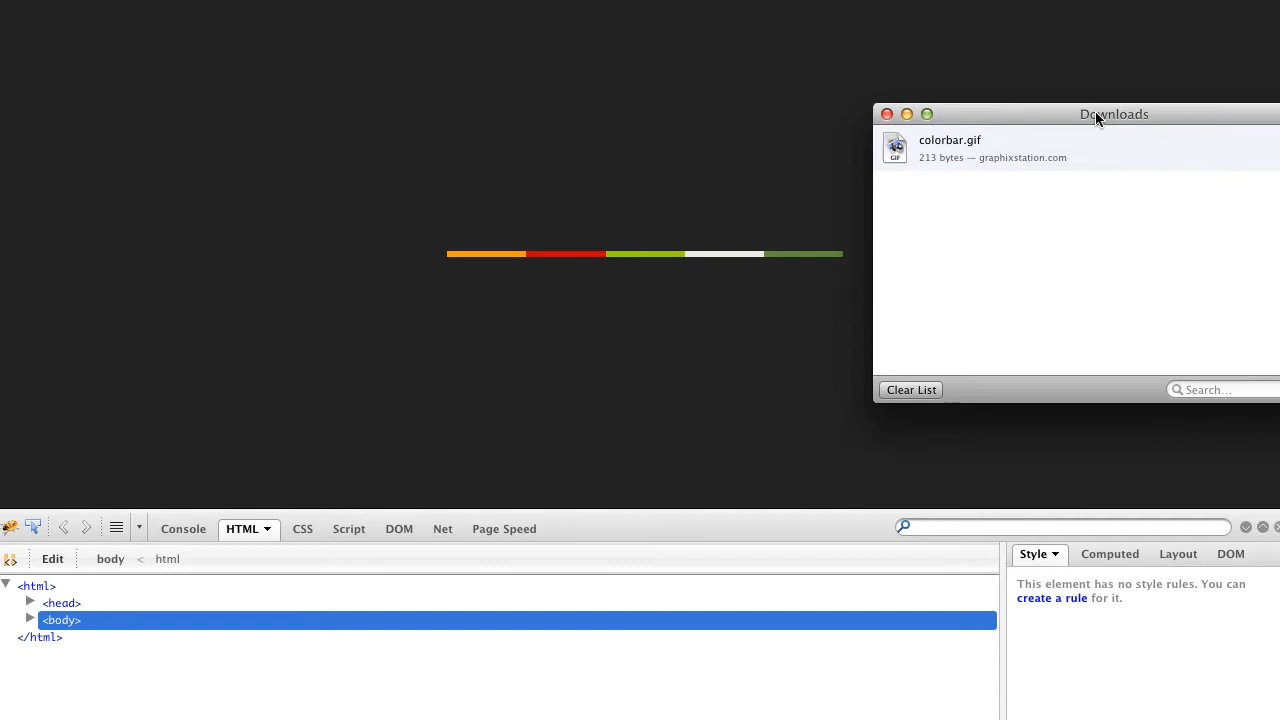 Downloads
colorbar.gif
GIF
213 bytes — graphixstation.com
Clear List
Search...
Console HTML CSS Script DOM Net Page Speed
Edit body < html
Style Computed Layout DOM
<html>
<head>
<body>
</html>
This element has no style rules. You can
create a rule for it.